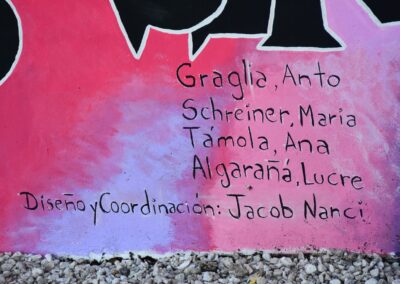 Graglia, Anto
Schreiner, Maria
Támola, Ana
Algarañá, Lucre
Diseño y Coordinación: Jacob Nanci